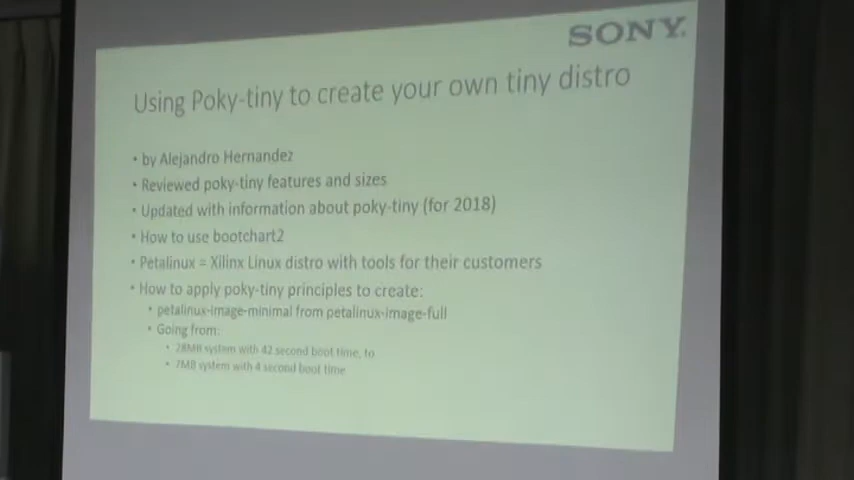 SONY
Using Poky-tiny to create your own tiny distro
• by Alejandro Hernandez
• Reviewed poky-tiny features and sizes
• Updated with information about poky-tiny (for 2018)
• How to use bootchart2
• Petalinux = Xilinx Linux distro with tools for their customers
• How to apply poky-tiny principles to create:
• petalinux-image-minimal from petalinux-image-full
• Going from:
• 28MB system with 42 second boot time, to
• 7MB system with 4 second boot time